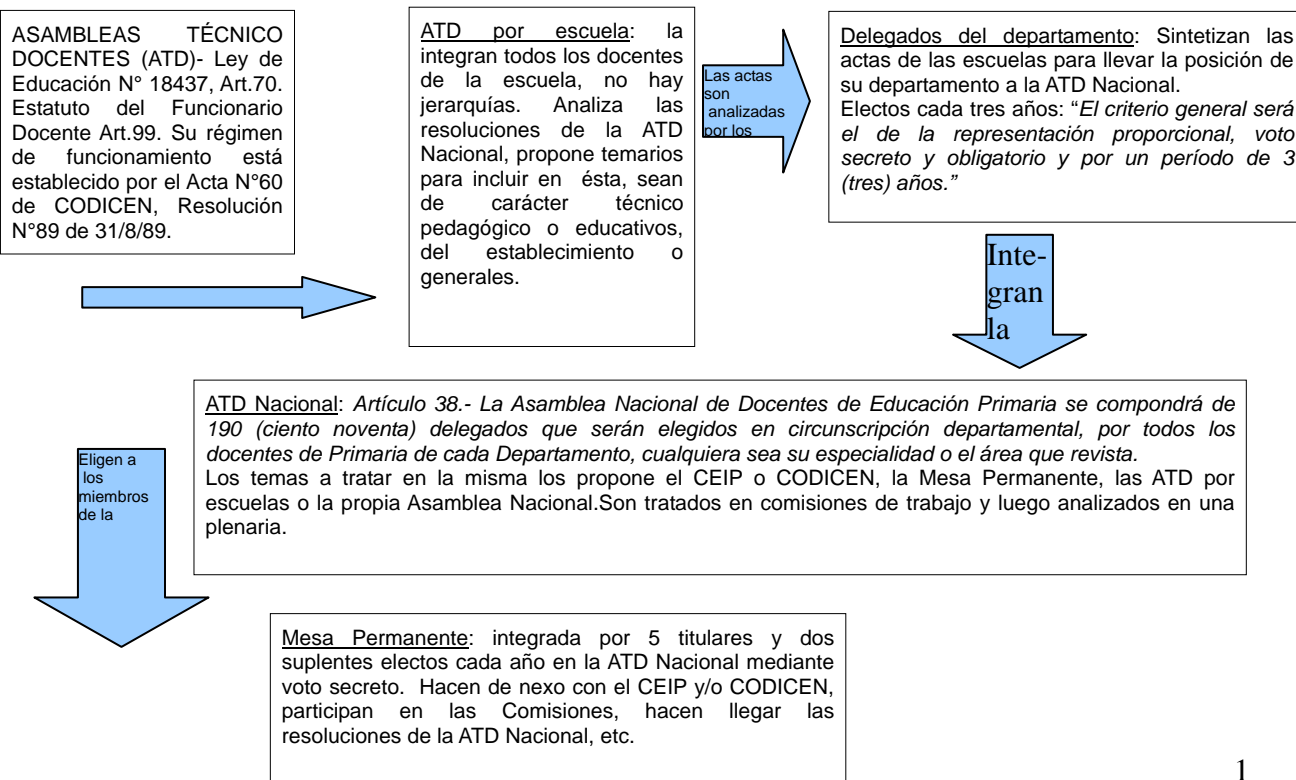 ASAMBLEAS TÉCNICO
DOCENTES (ATD)- Ley de
Educación N° 18437, Art.70.
Estatuto del Funcionario
Docente Art.99. Su régimen
de funcionamiento está
establecido por el Acta N°60
de CODICEN, Resolución
N°89 de 31/8/89.
ATD por escuela: la
integran todos los docentes
de la escuela, no hay
jerarquías. Analiza las
resoluciones de la ATD
Nacional, propone temarios
para incluir en ésta, sean
de carácter técnico
pedagógico o educativos,
del establecimiento o
generales.
Las actas
son
analizadas
por los
Delegados del departamento: Sintetizan las
actas de las escuelas para llevar la posición de
su departamento a la ATD Nacional.
Electos cada tres años: “El criterio general será
el de la representación proporcional, voto
secreto y obligatorio y por un período de 3
(tres) años.”
Inte-
gran
la
ATD Nacional: Artículo 38.- La Asamblea Nacional de Docentes de Educación Primaria se compondrá de
190 (ciento noventa) delegados que serán elegidos en circunscripción departamental, por todos los
docentes de Primaria de cada Departamento, cualquiera sea su especialidad o el área que revista.
Los temas a tratar en la misma los propone el CEIP o CODICEN, la Mesa Permanente, las ATD por
escuelas o la propia Asamblea Nacional.Son tratados en comisiones de trabajo y luego analizados en una
plenaria.
Eligen a
los
miembros
de la
Mesa Permanente: integrada por 5 titulares y dos
suplentes electos cada año en la ATD Nacional mediante
voto secreto. Hacen de nexo con el CEIP y/o CODICEN,
participan en las Comisiones, hacen llegar las
resoluciones de la ATD Nacional, etc.
1